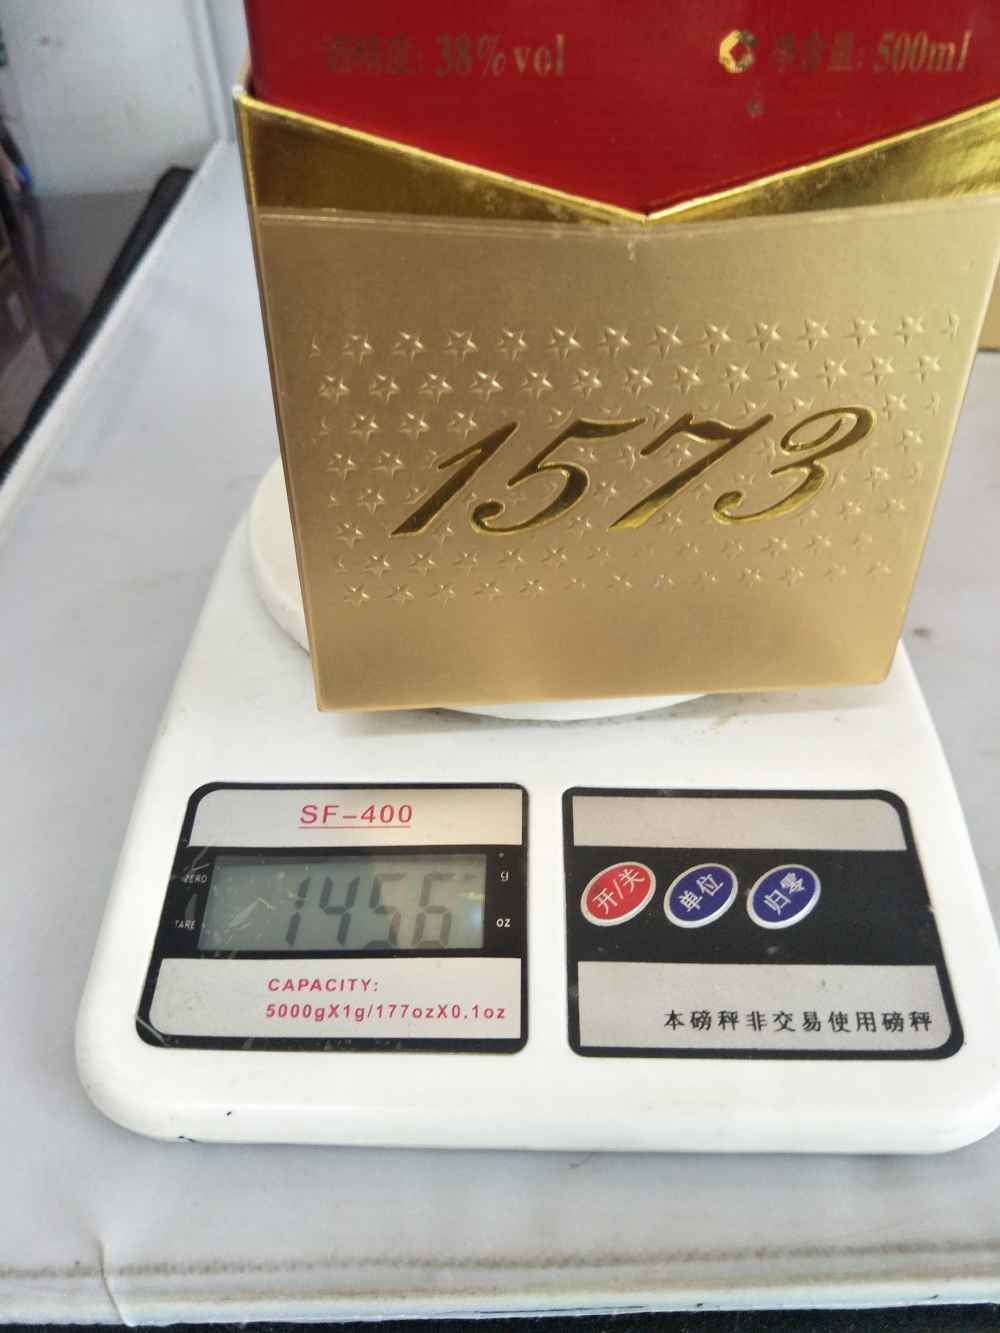 酒精度: 38%vol
净含量: 500ml
1573
SF-400
ZERO
TARE
1456
g
oz
CAPACITY:
5000gX1g/177ozX0.1oz
开/关
单位
归零
本磅秤非交易使用磅秤